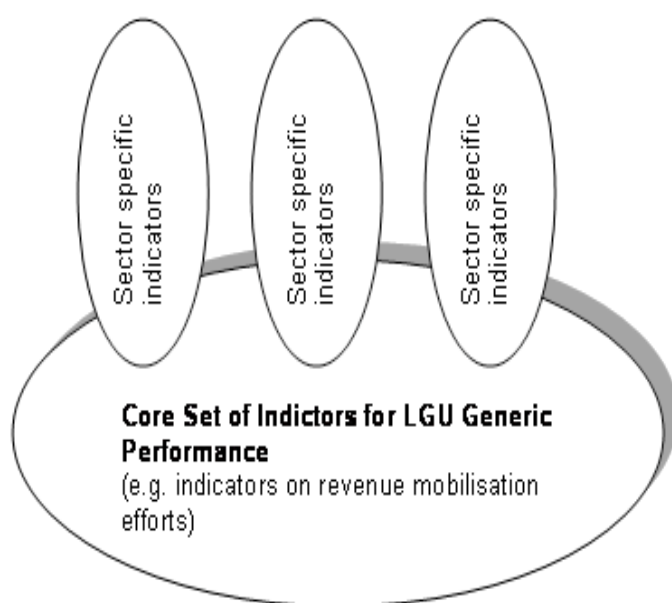 Sector specific
indicators
Sector specific
indicators
Sector specific
indicators
Core Set of Indictors for LGU Generic
Performance
(e.g. indicators on revenue mobilisation
efforts)